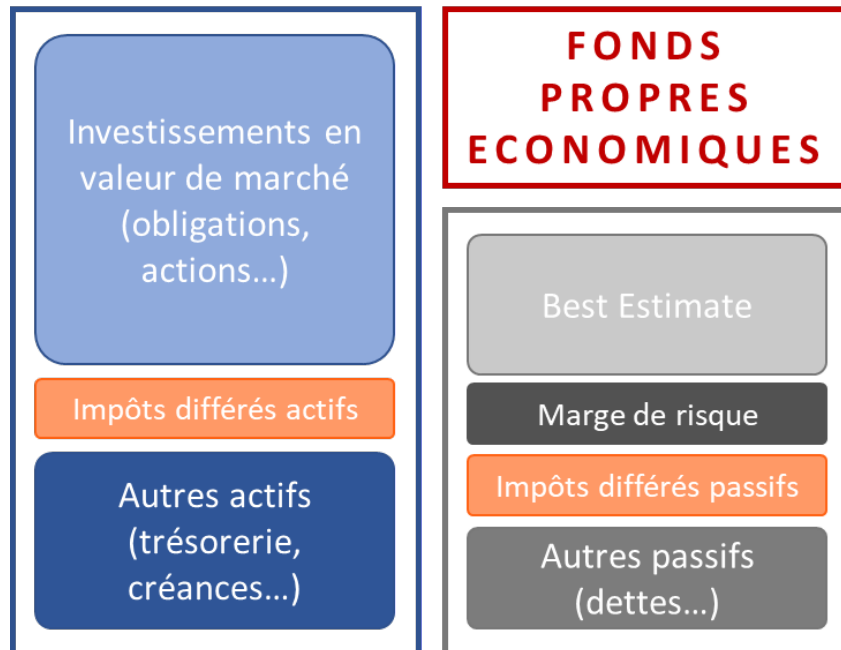 Investissements en
valeur de marché
(obligations,
actions…)
Impôts différés actifs
Autres actifs
(trésorerie,
créances…)
FONDS
PROPRES
ECONOMIQUES
Best Estimate
Marge de risque
Impôts différés passifs
Autres passifs
(dettes…)